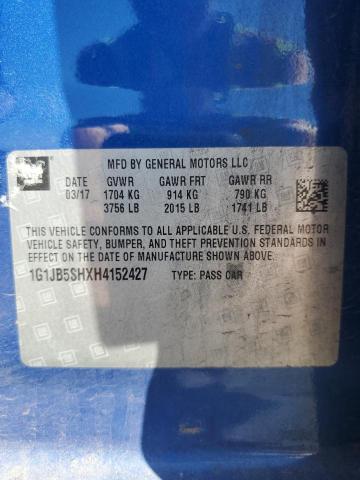 MFD BY GENERAL MOTORS LLC
DATE GVWR GAWR FRT GAWR RR
03/17 1704 KG 914 KG 790 KG
3756 LB 2015 LB 1741 LB
THIS VEHICLE CONFORMS TO ALL APPLICABLE U.S. FEDERAL MOTOR
VEHICLE SAFETY, BUMPER, AND THEFT PREVENTION STANDARDS
IN EFFECT ON THE DATE OF MANUFACTURE SHOWN ABOVE.
1G1JB5SHXH4152427 TYPE: PASS CAR